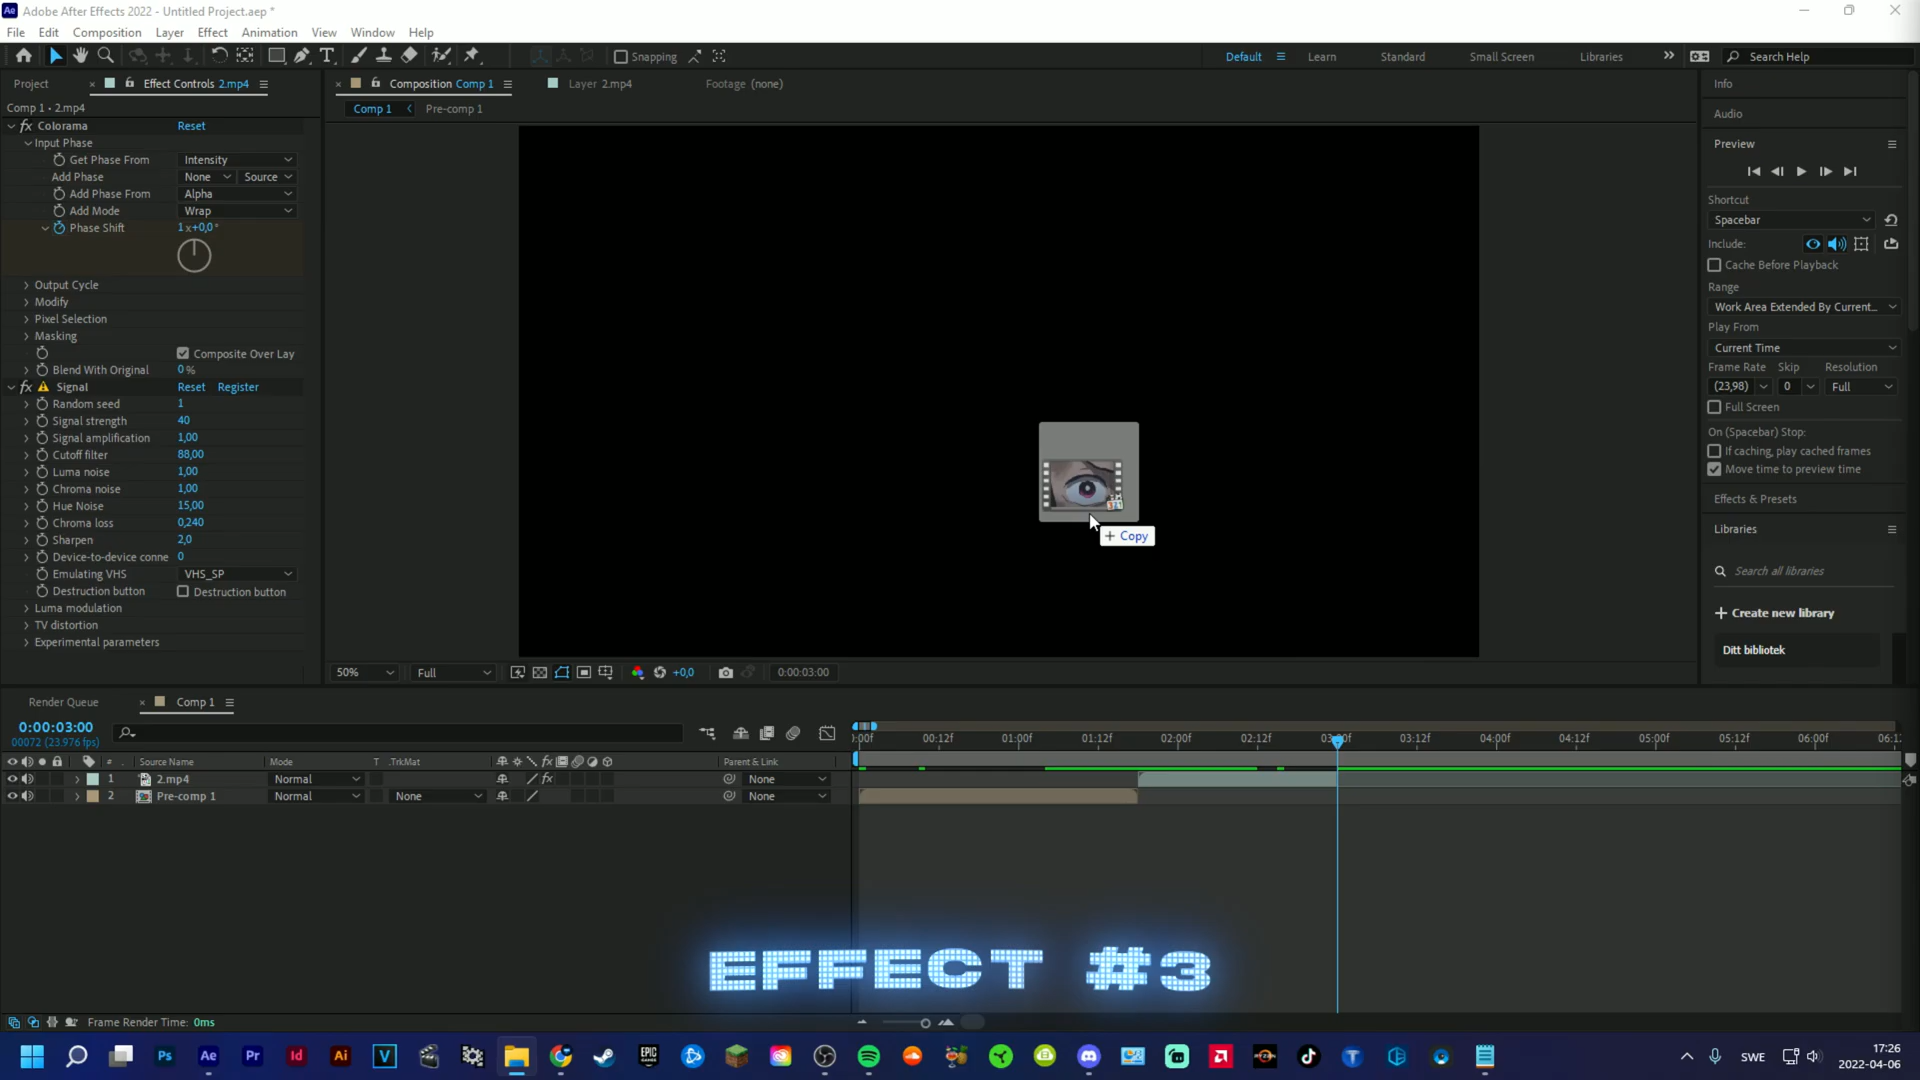 Adobe After Effects 2022 - Untitled Project.aep *
File Edit Composition Layer Effect Animation View Window Help
Snapping
Default Learn Standard Small Screen Libraries Search Help
Project Effect Controls 2.mp4
Composition Comp 1 Layer 2.mp4 Footage (none)
Comp 1 • 2.mp4
Comp 1 Pre-comp 1
fx Colorama Reset
Input Phase
Get Phase From Intensity
Add Phase None Source
Add Phase From Alpha
Add Mode Wrap
Phase Shift 1x+0,0°
Output Cycle
Modify
Pixel Selection
Masking
Composite Over Lay
Blend With Original 0 %
fx Signal Reset Register
Random seed 1
Signal strength 40
Signal amplification 1,00
Cutoff filter 88,00
Luma noise 1,00
Chroma noise 1,00
Hue Noise 15,00
Chroma loss 0,240
Sharpen 2,0
Device-to-device conne 0
Emulating VHS VHS_SP
Destruction button Destruction button
Luma modulation
TV distortion
Experimental parameters
+ Copy
50% Full +0,0 0:00:03:00
Info
Audio
Preview
Shortcut
Spacebar
Include:
Cache Before Playback
Range
Work Area Extended By Current...
Play From
Current Time
Frame Rate Skip Resolution
(23,98) 0 Full
Full Screen
On (Spacebar) Stop:
If caching, play cached frames
Move time to preview time
Effects & Presets
Libraries
Search all libraries
+ Create new library
Ditt bibliotek
Render Queue Comp 1
0:00:03:00
00072 (23.976 fps)
:00f 00:12f 01:00f 01:12f 02:00f 02:12f 03:00f 03:12f 04:00f 04:12f 05:00f 05:12f 06:00f 06:1
# Source Name Mode T .TrkMat fx Parent & Link
1 2.mp4 Normal fx None
2 Pre-comp 1 Normal None None
EFFECT #3
Frame Render Time: 0ms
Ps Ae Pr Id Ai V EPIC GAMES RYZEN SWE 17:26
2022-04-06